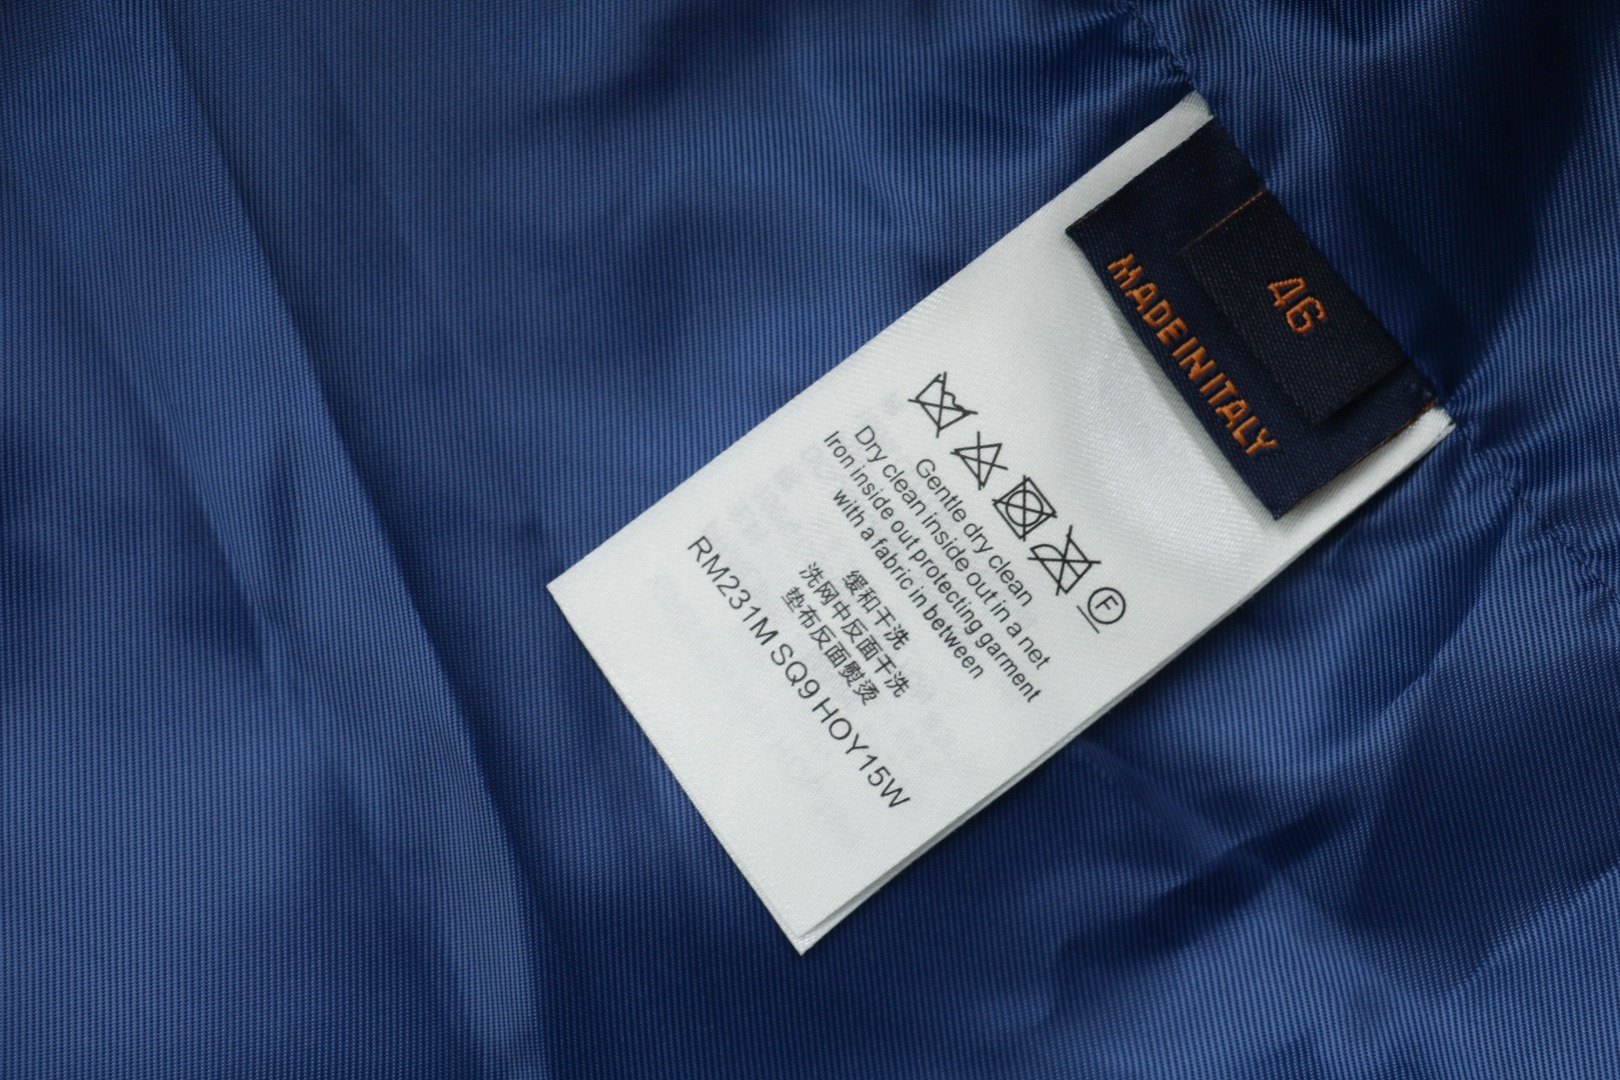 46
MADE IN ITALY
F
Gentle dry clean
Dry clean inside out in a net
Iron inside out protecting garment
with a fabric in between
缓和干洗
洗网中反面干洗
垫布反面熨烫
RM231M SQ9 HOY15W